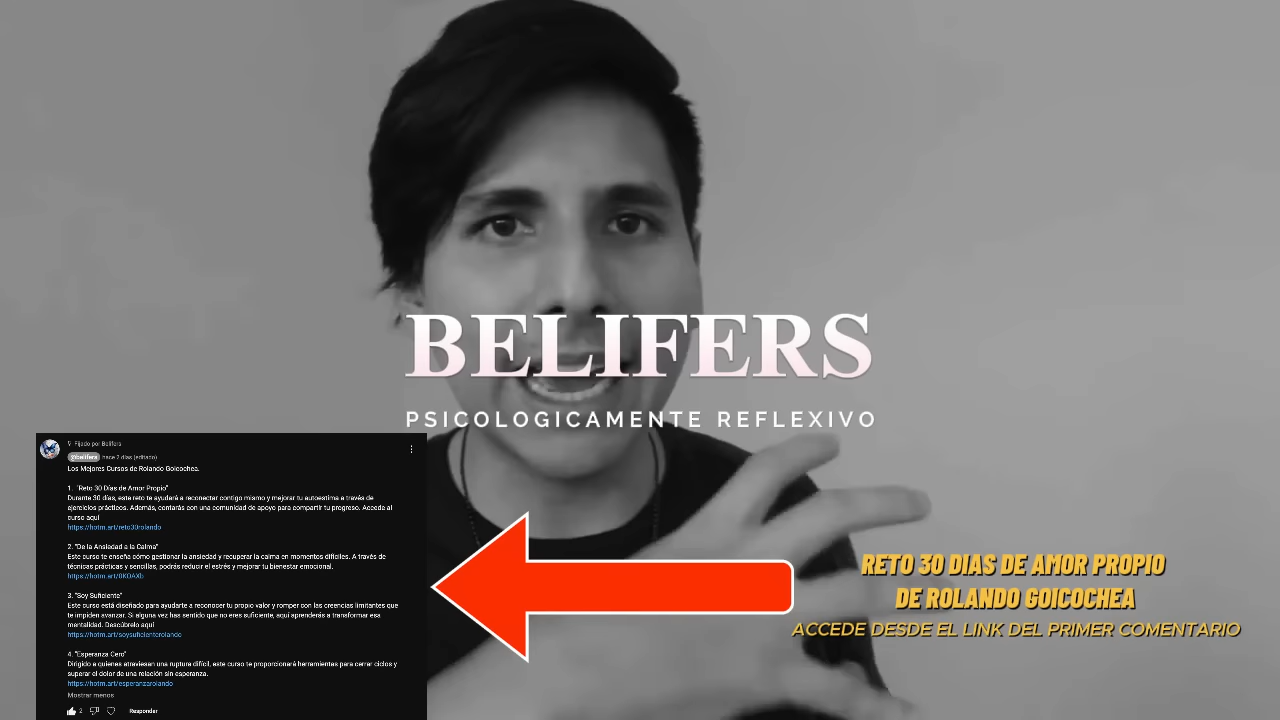 BELIFERS
PSICOLOGICAMENTE REFLEXIVO
Fijado por Belifers
@belifers hace 2 días (editado)
Los Mejores Cursos de Rolando Goicochea.
1. "Reto 30 Días de Amor Propio"
Durante 30 días, este reto te ayudará a reconectar contigo mismo y mejorar tu autoestima a través de
ejercicios prácticos. Además, contarás con una comunidad de apoyo para compartir tu progreso. Accede al
curso aquí
https://hotm.art/reto30rolando
2. "De la Ansiedad a la Calma"
Este curso te enseña cómo gestionar la ansiedad y recuperar la calma en momentos difíciles. A través de
técnicas prácticas y sencillas, podrás reducir el estrés y mejorar tu bienestar emocional.
https://hotm.art/0KOAXb
3. "Soy Suficiente"
Este curso está diseñado para ayudarte a reconocer tu propio valor y romper con las creencias limitantes que
te impiden avanzar. Si alguna vez has sentido que no eres suficiente, aquí aprenderás a transformar esa
mentalidad. Descúbrelo aquí
https://hotm.art/soysuficienterolando
4. "Esperanza Cero"
Dirigido a quienes atraviesan una ruptura difícil, este curso te proporcionará herramientas para cerrar ciclos y
superar el dolor de una relación sin esperanza.
https://hotm.art/esperanzarolando
Mostrar menos
2 Responder
RETO 30 DIAS DE AMOR PROPIO
DE ROLANDO GOICOCHEA
ACCEDE DESDE EL LINK DEL PRIMER COMENTARIO